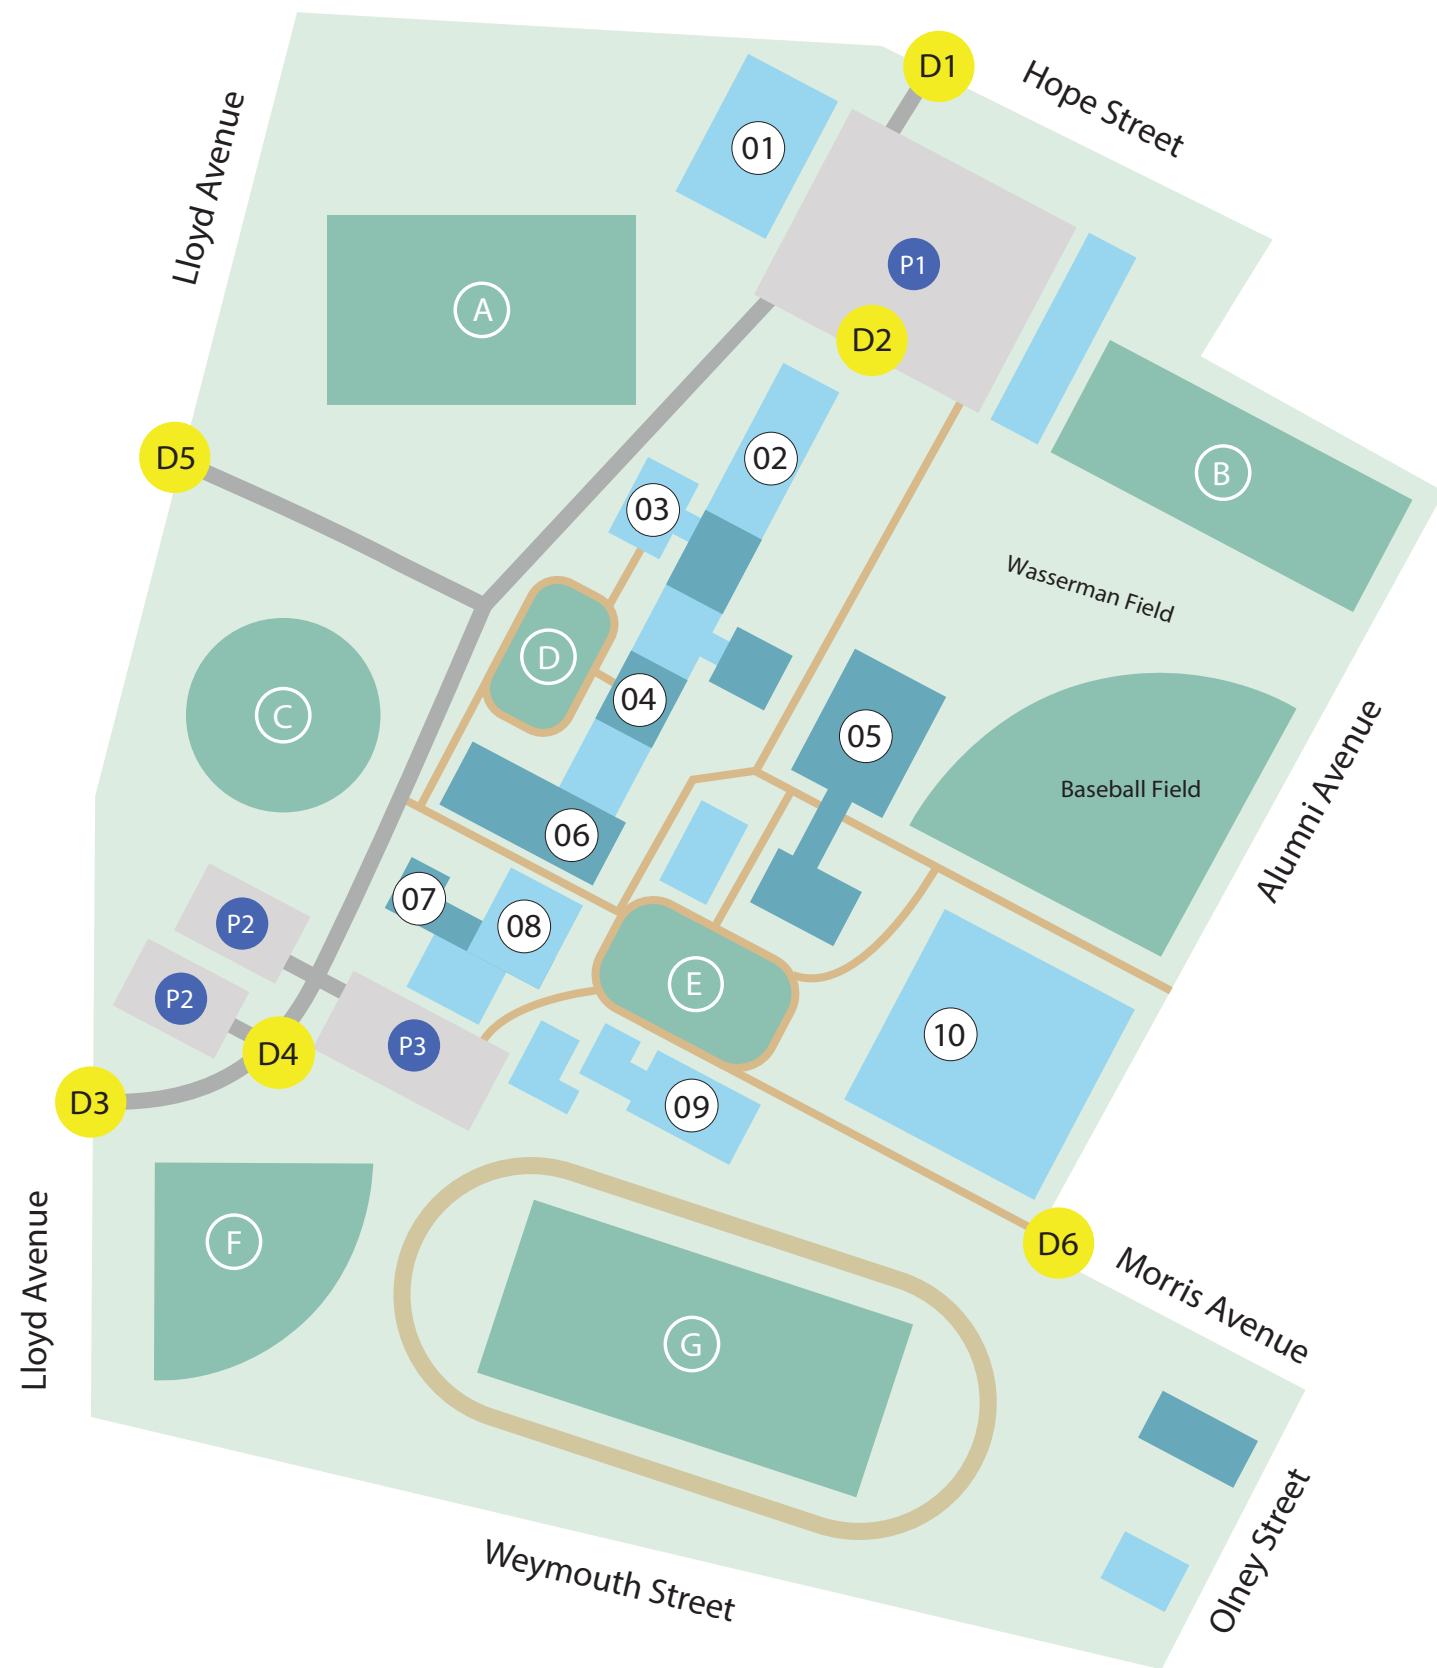 D1
Hope Street
Lloyd Avenue
01
P1
A
D2
D5
02
B
03
Wasserman Field
D
04
C
05
Baseball Field
Alumni Avenue
06
07
08
P2
E
P2
10
P3
D4
D3
09
Lloyd Avenue
F
D6
Morris Avenue
G
Olney Street
Weymouth Street